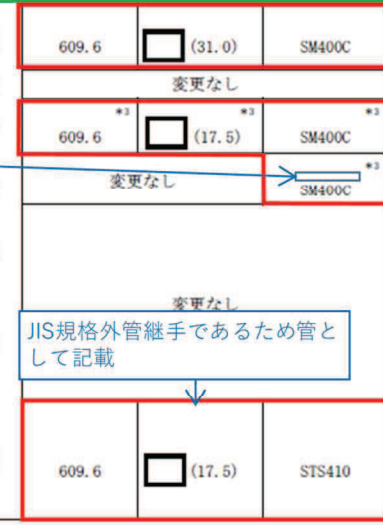 609.6 (31.0) SM400C
変更なし
*3 *3 *3
609.6 (17.5) SM400C
変更なし *3
SM400C
変更なし
JIS規格外管継手であるため管と
して記載
609.6 (17.5) STS410